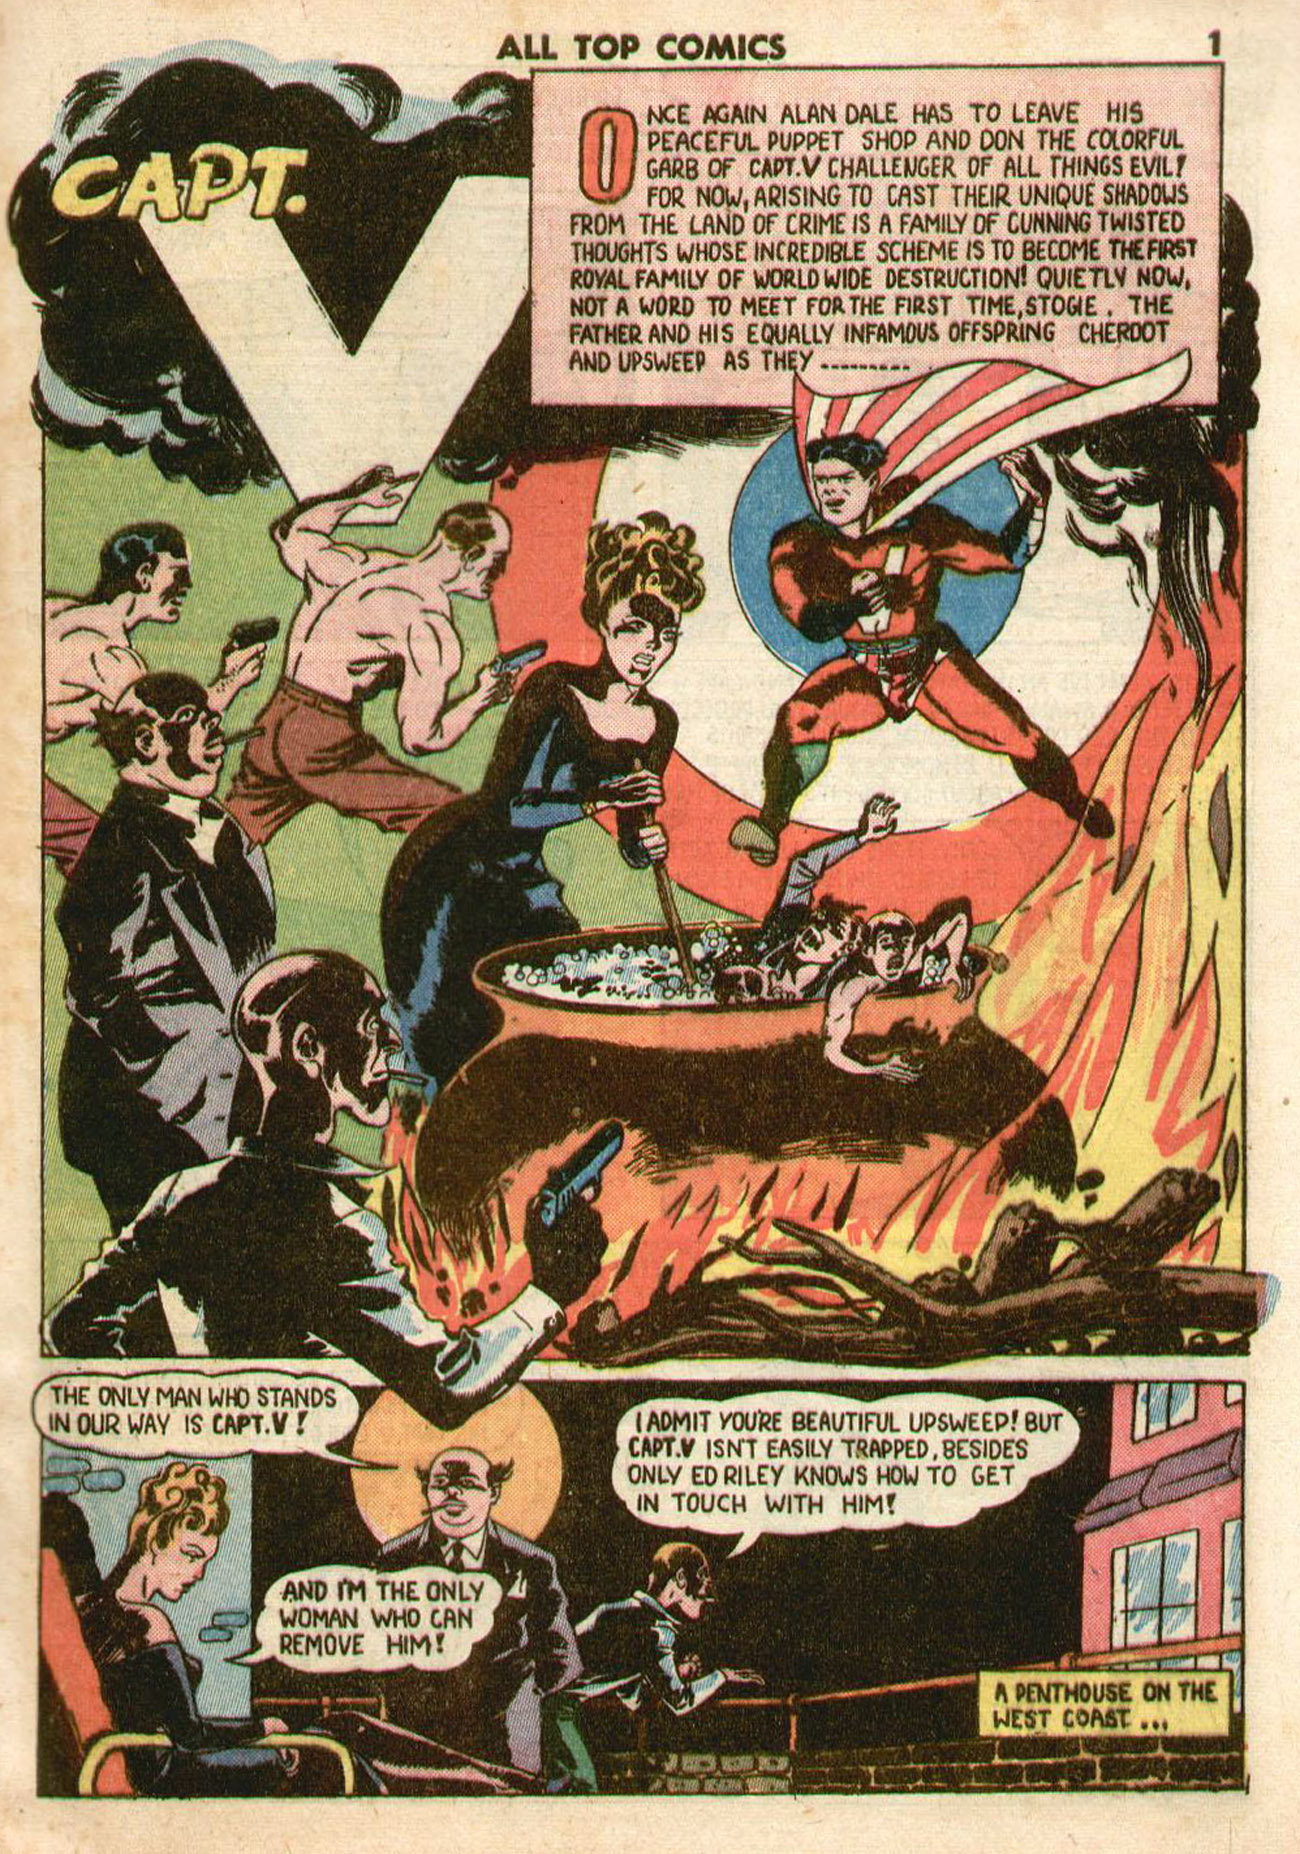 ALL TOP COMICS 1
CAPT. V
ONCE AGAIN ALAN DALE HAS TO LEAVE HIS
PEACEFUL PUPPET SHOP AND DON THE COLORFUL
GARB OF CAPT.V CHALLENGER OF ALL THINGS EVIL!
FOR NOW, ARISING TO CAST THEIR UNIQUE SHADOWS
FROM THE LAND OF CRIME IS A FAMILY OF CUNNING TWISTED
THOUGHTS WHOSE INCREDIBLE SCHEME IS TO BECOME THE FIRST
ROYAL FAMILY OF WORLD WIDE DESTRUCTION! QUIETLY NOW,
NOT A WORD TO MEET FOR THE FIRST TIME, STOGIE. THE
FATHER AND HIS EQUALLY INFAMOUS OFFSPRING CHEROOT
AND UPSWEEP AS THEY ---------
THE ONLY MAN WHO STANDS
IN OUR WAY IS CAPT.V!
AND I'M THE ONLY
WOMAN WHO CAN
REMOVE HIM!
I ADMIT YOU'RE BEAUTIFUL UPSWEEP! BUT
CAPT.V ISN'T EASILY TRAPPED. BESIDES
ONLY ED RILEY KNOWS HOW TO GET
IN TOUCH WITH HIM!
A PENTHOUSE ON THE
WEST COAST...